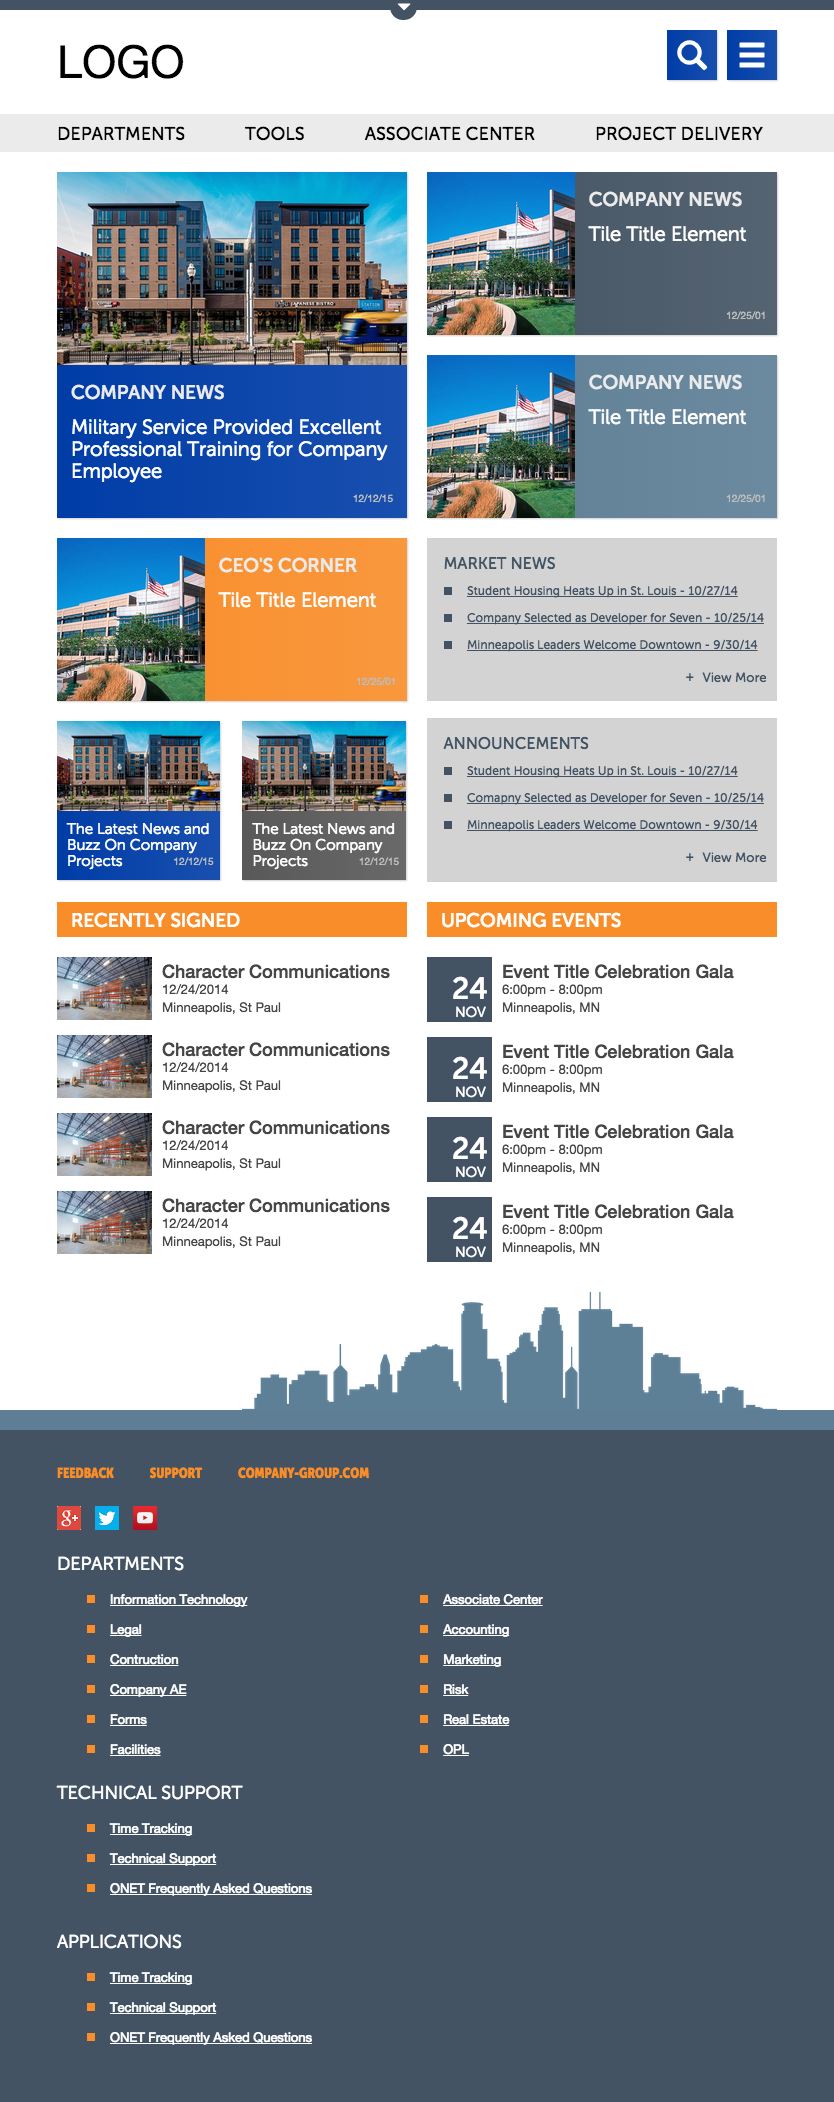 LOGO
DEPARTMENTS
TOOLS
ASSOCIATE CENTER
PROJECT DELIVERY
JAPANESE BISTRO
STATION
COMPANY NEWS
Military Service Provided Excellent
Professional Training for Company
Employee
12/12/15
COMPANY NEWS
Tile Title Element
12/25/01
COMPANY NEWS
Tile Title Element
12/25/01
CEO'S CORNER
Tile Title Element
12/25/01
MARKET NEWS
Student Housing Heats Up in St. Louis - 10/27/14
Company Selected as Developer for Seven - 10/25/14
Minneapolis Leaders Welcome Downtown - 9/30/14
+ View More
The Latest News and
Buzz On Company
Projects
12/12/15
The Latest News and
Buzz On Company
Projects
12/12/15
ANNOUNCEMENTS
Student Housing Heats Up in St. Louis - 10/27/14
Comapny Selected as Developer for Seven - 10/25/14
Minneapolis Leaders Welcome Downtown - 9/30/14
+ View More
RECENTLY SIGNED
Character Communications
12/24/2014
Minneapolis, St Paul
Character Communications
12/24/2014
Minneapolis, St Paul
Character Communications
12/24/2014
Minneapolis, St Paul
Character Communications
12/24/2014
Minneapolis, St Paul
UPCOMING EVENTS
24
NOV
Event Title Celebration Gala
6:00pm - 8:00pm
Minneapolis, MN
24
NOV
Event Title Celebration Gala
6:00pm - 8:00pm
Minneapolis, MN
24
NOV
Event Title Celebration Gala
6:00pm - 8:00pm
Minneapolis, MN
24
NOV
Event Title Celebration Gala
6:00pm - 8:00pm
Minneapolis, MN
FEEDBACK
SUPPORT
COMPANY-GROUP.COM
g+
DEPARTMENTS
Information Technology
Legal
Contruction
Company AE
Forms
Facilities
Associate Center
Accounting
Marketing
Risk
Real Estate
OPL
TECHNICAL SUPPORT
Time Tracking
Technical Support
ONET Frequently Asked Questions
APPLICATIONS
Time Tracking
Technical Support
ONET Frequently Asked Questions